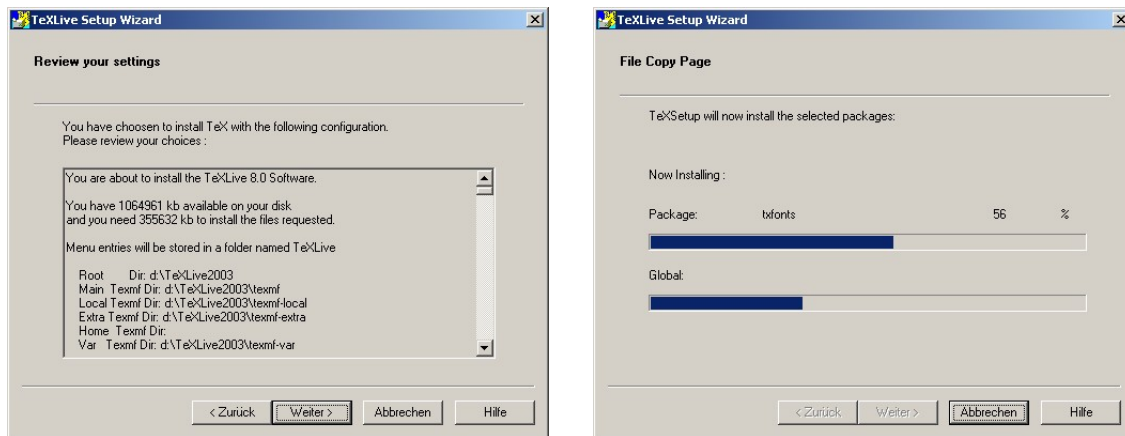 TeXLive Setup Wizard
Review your settings
You have choosen to install TeX with the following configuration.
Please review your choices :
You are about to install the TeXLive 8.0 Software.
You have 1064961 kb available on your disk
and you need 355632 kb to install the files requested.
Menu entries will be stored in a folder named TeXLive
Root Dir: d:\TeXLive2003
Main Texmf Dir: d:\TeXLive2003\texmf
Local Texmf Dir: d:\TeXLive2003\texmf-local
Extra Texmf Dir: d:\TeXLive2003\texmf-extra
Home Texmf Dir:
Var Texmf Dir: d:\TeXLive2003\texmf-var
< Zurück Weiter > Abbrechen Hilfe
TeXLive Setup Wizard
File Copy Page
TeXSetup will now install the selected packages:
Now Installing :
Package: txfonts 56 %
Global:
< Zurück Weiter > Abbrechen Hilfe